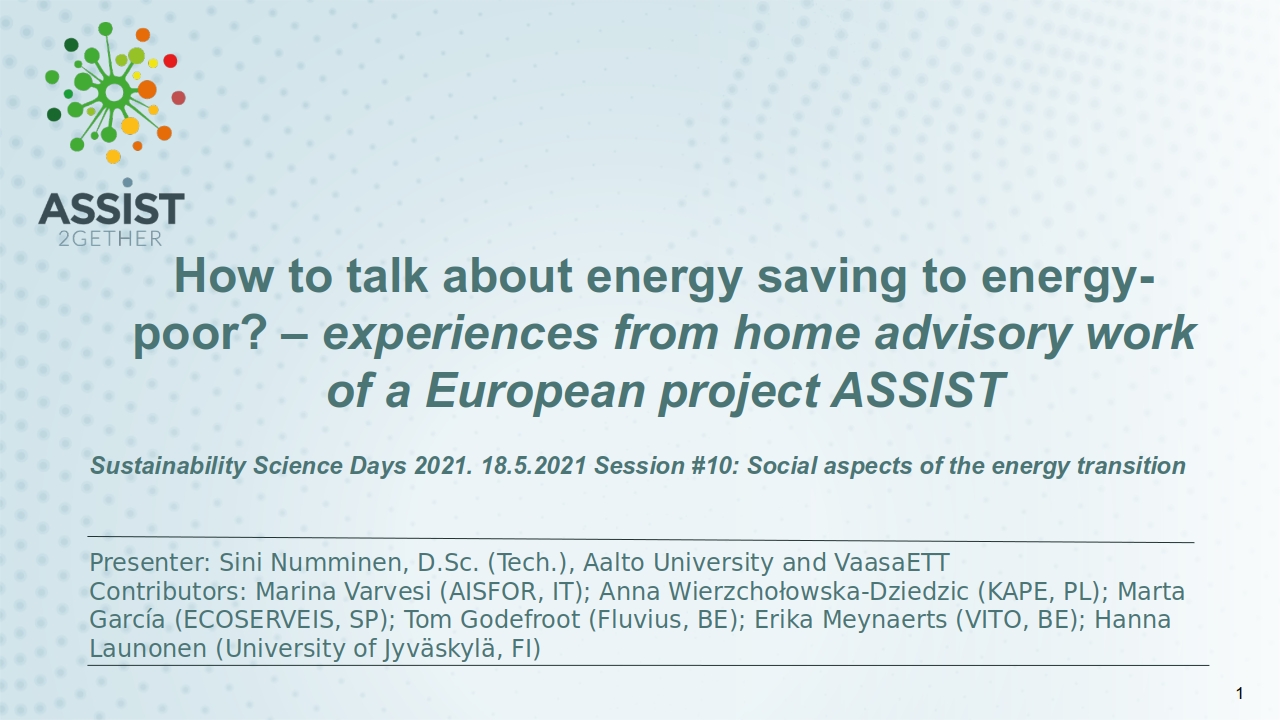 ASSIST
2GETHER
How to talk about energy saving to energy-
poor? – experiences from home advisory work
of a European project ASSIST
Sustainability Science Days 2021. 18.5.2021 Session #10: Social aspects of the energy transition
Presenter: Sini Numminen, D.Sc. (Tech.), Aalto University and VaasaETT
Contributors: Marina Varvesi (AISFOR, IT); Anna Wierzchołowska-Dziedzic (KAPE, PL); Marta
García (ECOSERVEIS, SP); Tom Godefroot (Fluvius, BE); Erika Meynaerts (VITO, BE); Hanna
Launonen (University of Jyväskylä, FI)
1